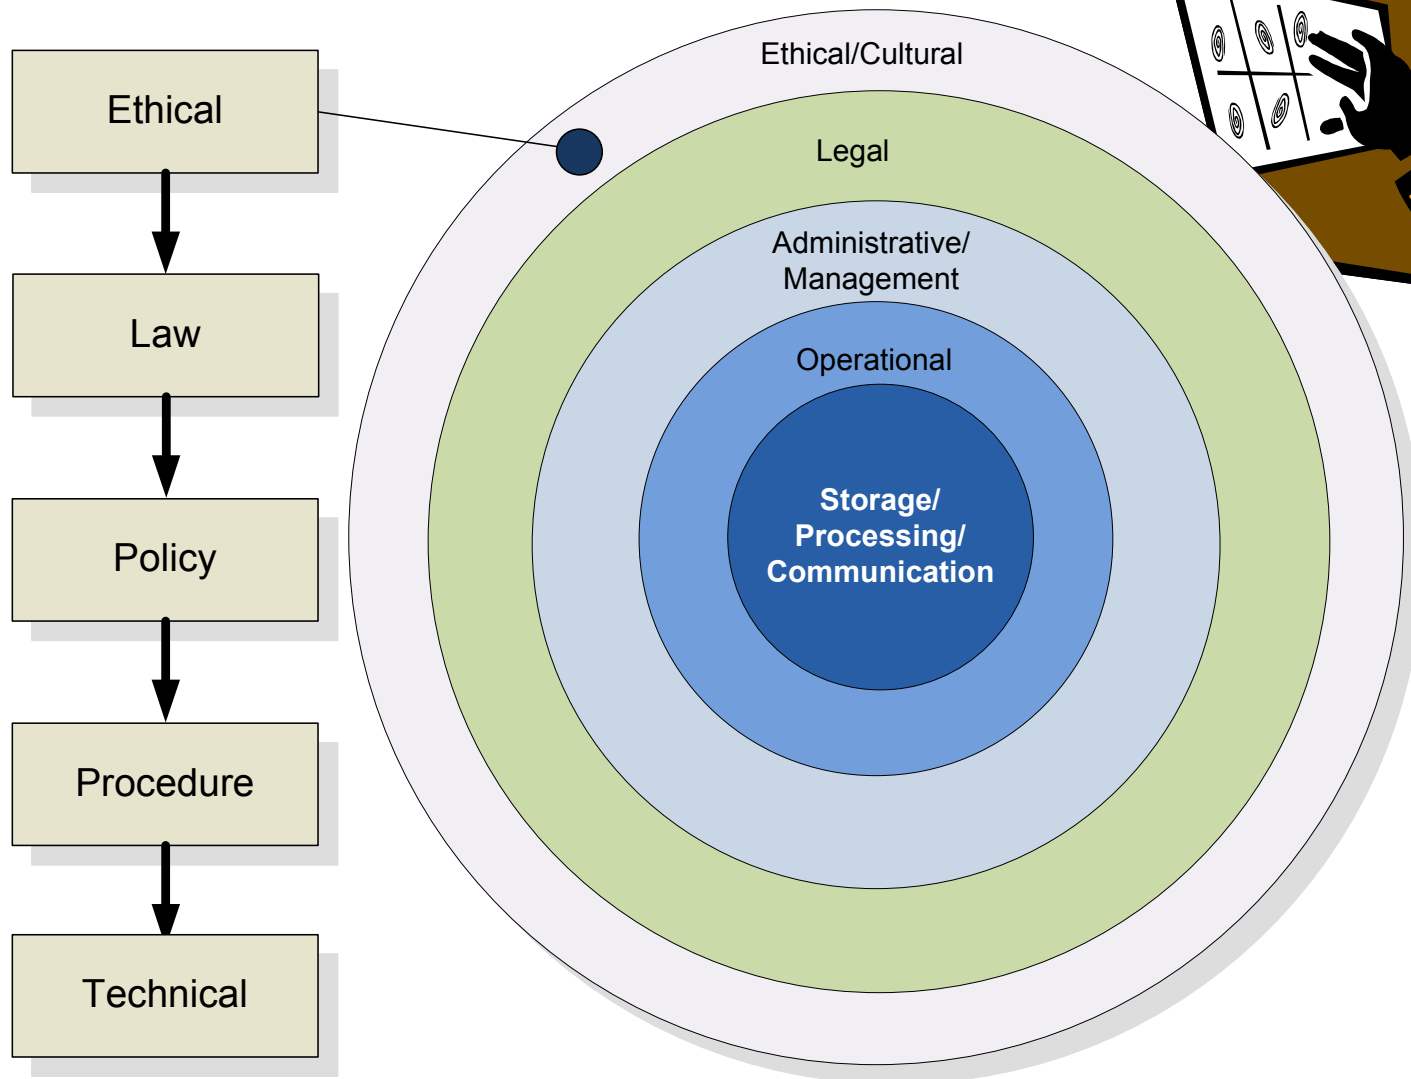 Ethical
Law
Policy
Procedure
Technical
Ethical/Cultural
Legal
Administrative/
Management
Operational
Storage/
Processing/
Communication